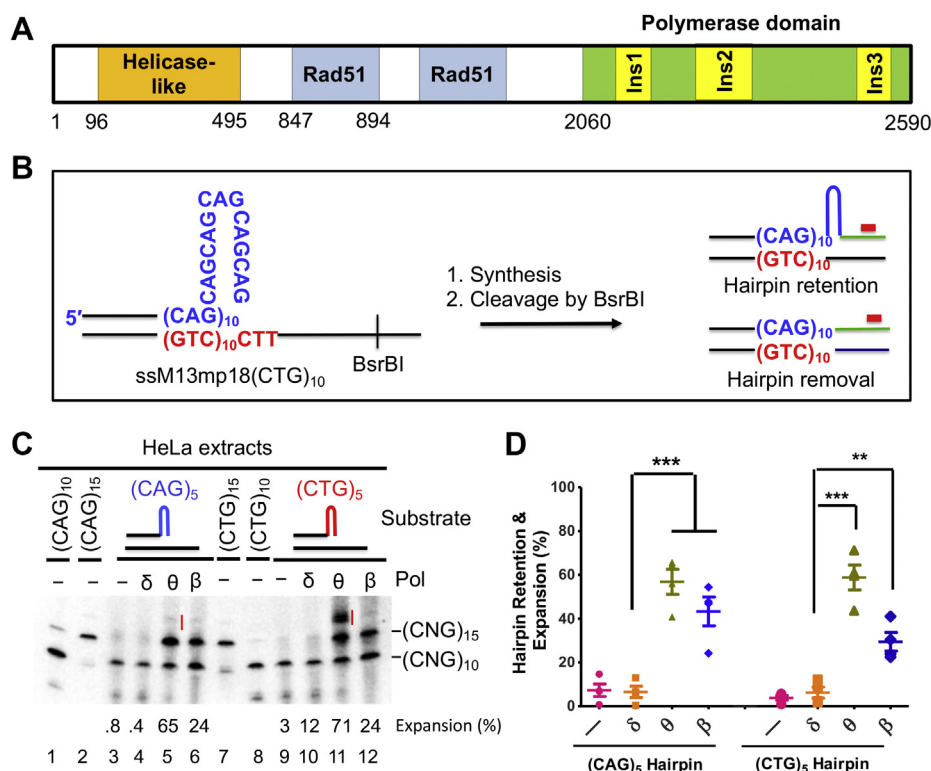 A
Polymerase domain
Helicase-
like
Rad51
Rad51
Ins1
Ins2
Ins3
1 96 495 847 894 2060 2590
B
CAG
CAGCAG
CAGCAG
5′
(CAG)10
(GTC)10CTT
BsrBI
ssM13mp18(CTG)10
1. Synthesis
2. Cleavage by BsrBI
(CAG)10
(GTC)10
Hairpin retention
(CAG)10
(GTC)10
Hairpin removal
C
HeLa extracts
(CAG)10
(CAG)15
(CAG)5
(CTG)15
(CTG)10
(CTG)5
Substrate
– – – δ θ β – – – δ θ β Pol
–(CNG)15
–(CNG)10
.8 .4 65 24 3 12 71 24 Expansion (%)
1 2 3 4 5 6 7 8 9 10 11 12
D
Hairpin Retention &
Expansion (%)
100
80
60
40
20
0
***
***
**
– δ θ β – δ θ β
(CAG)5 Hairpin (CTG)5 Hairpin